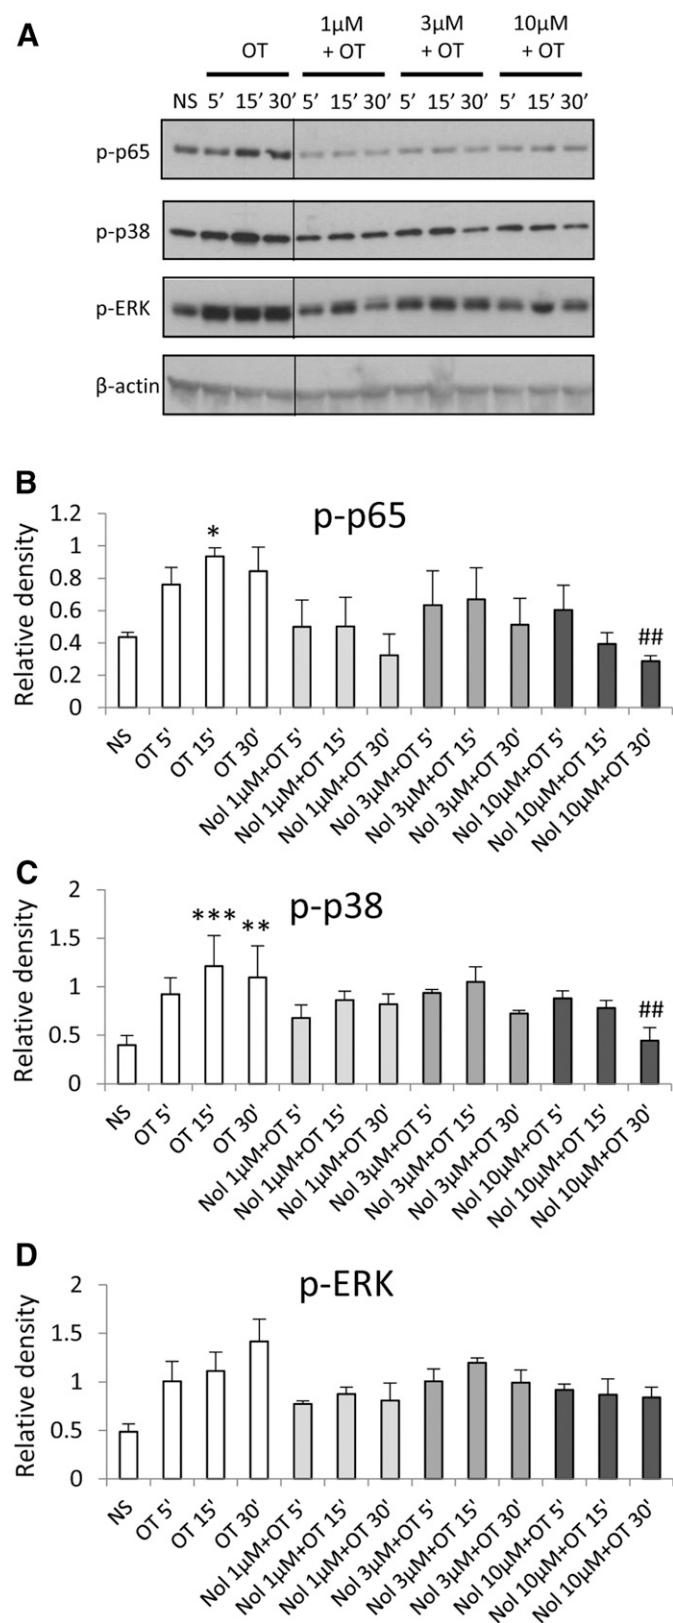 A
OT
1µM + OT
3µM + OT
10µM + OT
NS 5’ 15’ 30’ 5’ 15’ 30’ 5’ 15’ 30’ 5’ 15’ 30’
p-p65
p-p38
p-ERK
β-actin
B
p-p65
Relative density
1.2
1
0.8
0.6
0.4
0.2
0
*
##
NS
OT 5'
OT 15'
OT 30'
Nol 1µM+OT 5'
Nol 1µM+OT 15'
Nol 1µM+OT 30'
Nol 3µM+OT 5'
Nol 3µM+OT 15'
Nol 3µM+OT 30'
Nol 10µM+OT 5'
Nol 10µM+OT 15'
Nol 10µM+OT 30'
C
p-p38
Relative density
2
1.5
1
0.5
0
***
**
##
NS
OT 5'
OT 15'
OT 30'
Nol 1µM+OT 5'
Nol 1µM+OT 15'
Nol 1µM+OT 30'
Nol 3µM+OT 5'
Nol 3µM+OT 15'
Nol 3µM+OT 30'
Nol 10µM+OT 5'
Nol 10µM+OT 15'
Nol 10µM+OT 30'
D
p-ERK
Relative density
2
1.5
1
0.5
0
NS
OT 5'
OT 15'
OT 30'
Nol 1µM+OT 5'
Nol 1µM+OT 15'
Nol 1µM+OT 30'
Nol 3µM+OT 5'
Nol 3µM+OT 15'
Nol 3µM+OT 30'
Nol 10µM+OT 5'
Nol 10µM+OT 15'
Nol 10µM+OT 30'